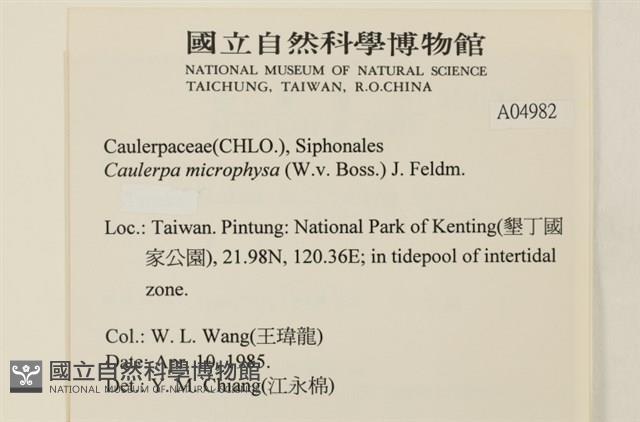 國立自然科學博物館
NATIONAL MUSEUM OF NATURAL SCIENCE
TAICHUNG, TAIWAN, R.O.CHINA
A04982
Caulerpaceae(CHLO.), Siphonales
Caulerpa microphysa (W.v. Boss.) J. Feldm.
Loc.: Taiwan. Pintung: National Park of Kenting(墾丁國
家公園), 21.98N, 120.36E; in tidepool of intertidal
zone.
Col.: W. L. Wang(王瑋龍)
Date: Apr. 10, 1985.
Det.: Y. M. Chiang(江永棉)
國立自然科學博物館
NATIONAL MUSEUM OF NATURAL SCIENCE